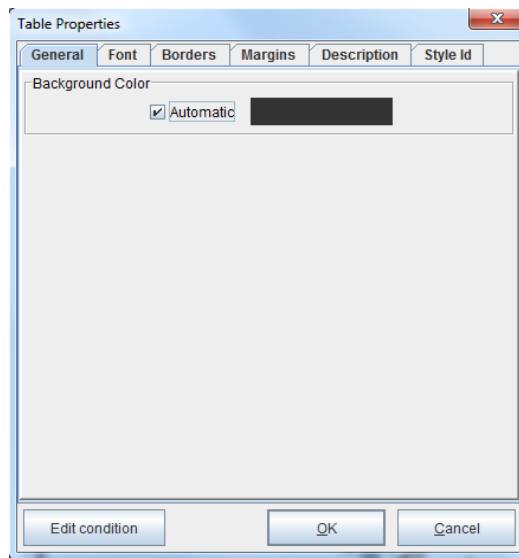 Table Properties
General Font Borders Margins Description Style Id
Background Color
Automatic
Edit condition OK Cancel